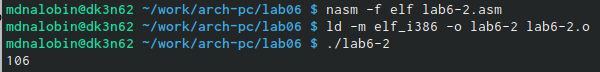 mdnalobin@dk3n62 ~/work/arch-pc/lab06 $ nasm -f elf lab6-2.asm
mdnalobin@dk3n62 ~/work/arch-pc/lab06 $ ld -m elf_i386 -o lab6-2 lab6-2.o
mdnalobin@dk3n62 ~/work/arch-pc/lab06 $ ./lab6-2
106